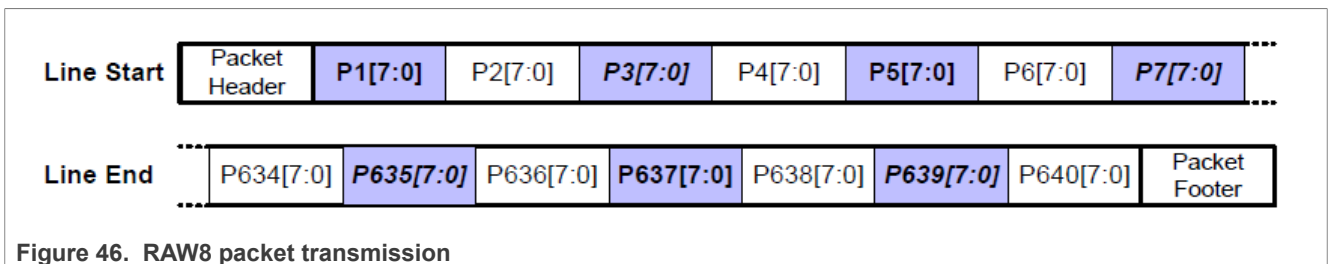 Line Start Packet Header P1[7:0] P2[7:0] P3[7:0] P4[7:0] P5[7:0] P6[7:0] P7[7:0]
Line End P634[7:0] P635[7:0] P636[7:0] P637[7:0] P638[7:0] P639[7:0] P640[7:0] Packet Footer
Figure 46. RAW8 packet transmission